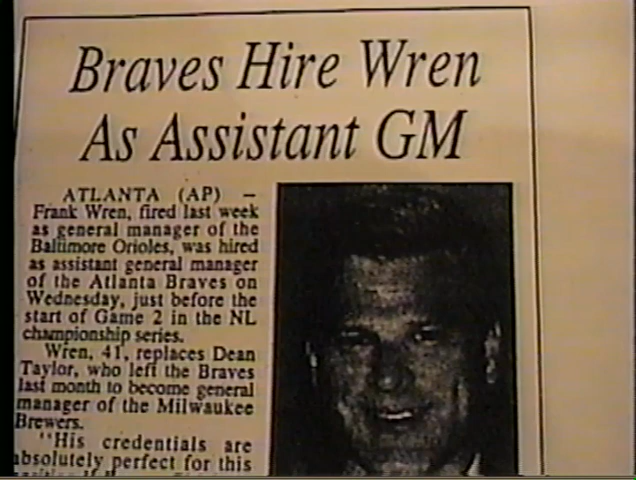 Braves Hire Wren
As Assistant GM
ATLANTA (AP) –
Frank Wren, fired last week
as general manager of the
Baltimore Orioles, was hired
as assistant general manager
of the Atlanta Braves on
Wednesday, just before the
start of Game 2 in the NL
championship series.
Wren, 41, replaces Dean
Taylor, who left the Braves
last month to become general
manager of the Milwaukee
Brewers.
"His credentials are
absolutely perfect for this